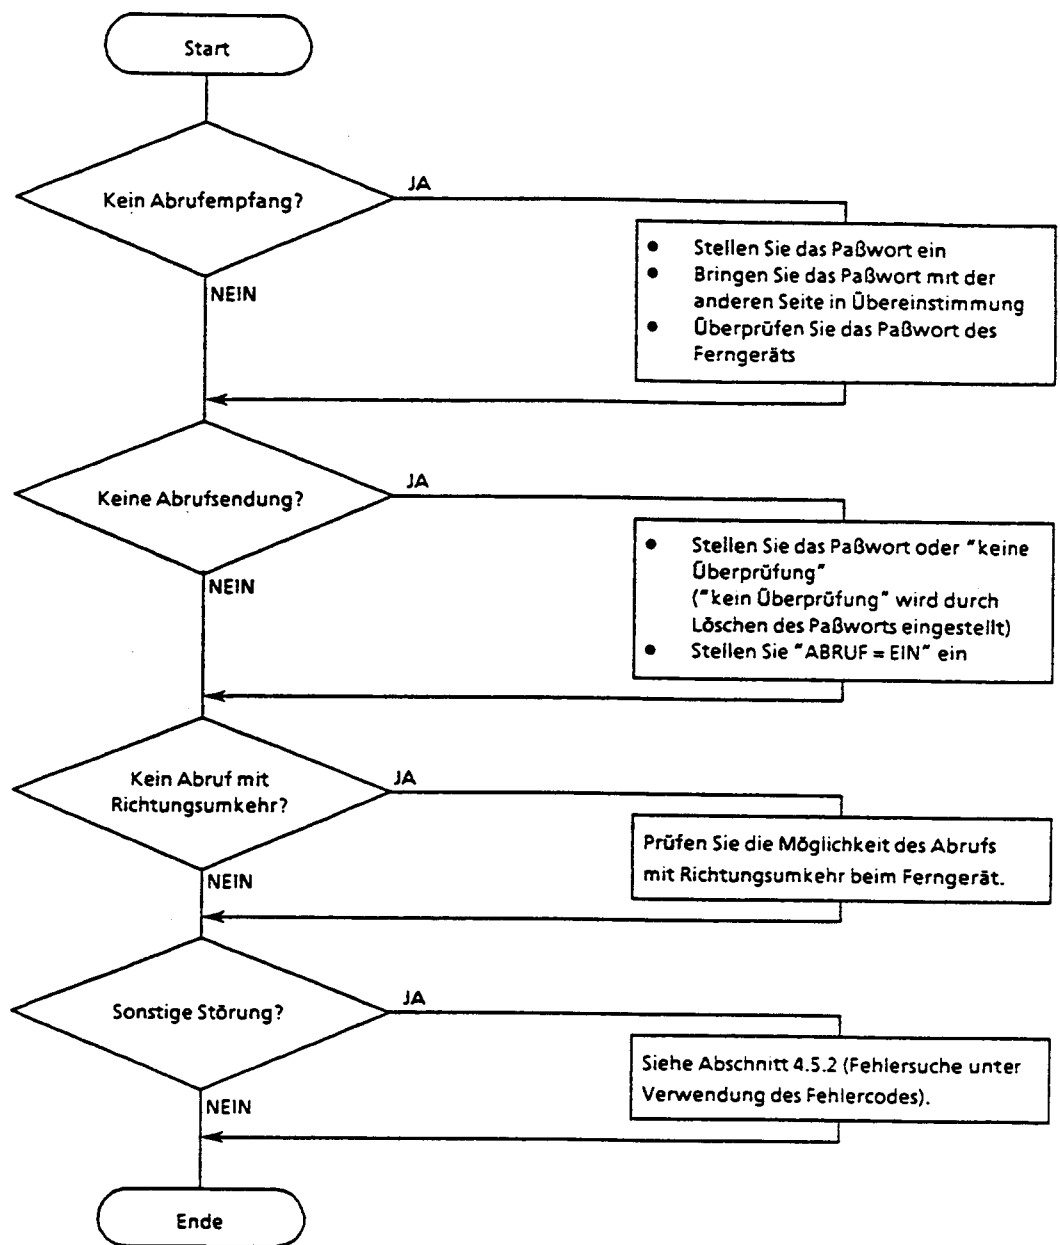 Start
Kein Abrufempfang?
JA
• Stellen Sie das Paßwort ein
• Bringen Sie das Paßwort mit der
anderen Seite in Übereinstimmung
• Überprüfen Sie das Paßwort des
Ferngeräts
NEIN
Keine Abrufsendung?
JA
• Stellen Sie das Paßwort oder "keine
Überprüfung"
("kein Überprüfung" wird durch
Löschen des Paßworts eingestellt)
• Stellen Sie "ABRUF = EIN" ein
NEIN
Kein Abruf mit
Richtungsumkehr?
JA
Prüfen Sie die Möglichkeit des Abrufs
mit Richtungsumkehr beim Ferngerät.
NEIN
Sonstige Störung?
JA
Siehe Abschnitt 4.5.2 (Fehlersuche unter
Verwendung des Fehlercodes).
NEIN
Ende